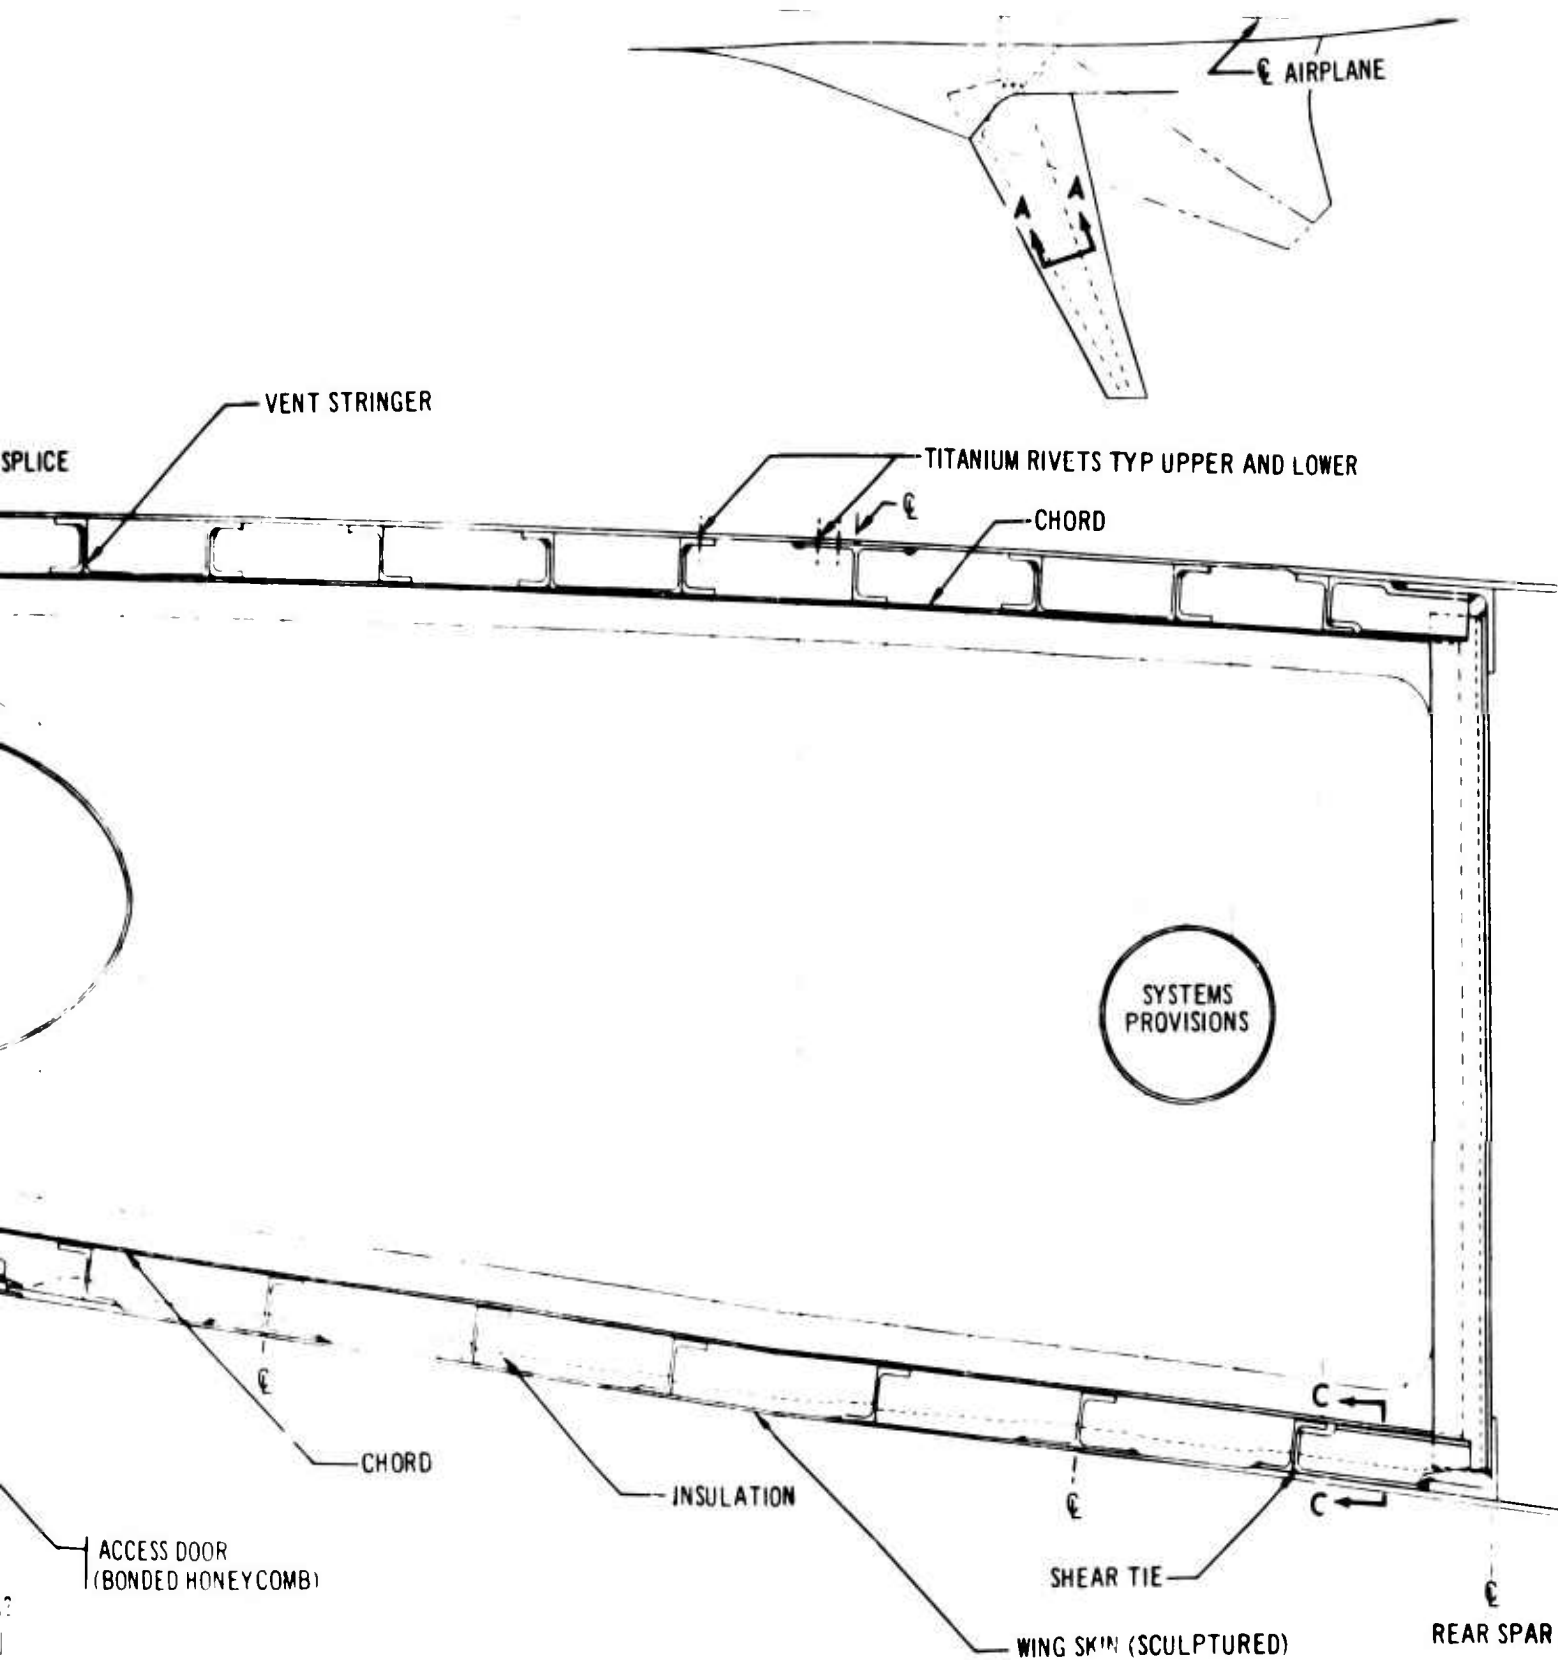 ℄ AIRPLANE
A
A
VENT STRINGER
SPLICE
TITANIUM RIVETS TYP UPPER AND LOWER
℄
CHORD
SYSTEMS
PROVISIONS
C
℄
CHORD
INSULATION
C
℄
ACCESS DOOR
(BONDED HONEYCOMB)
SHEAR TIE
℄
REAR SPAR
WING SKIN (SCULPTURED)